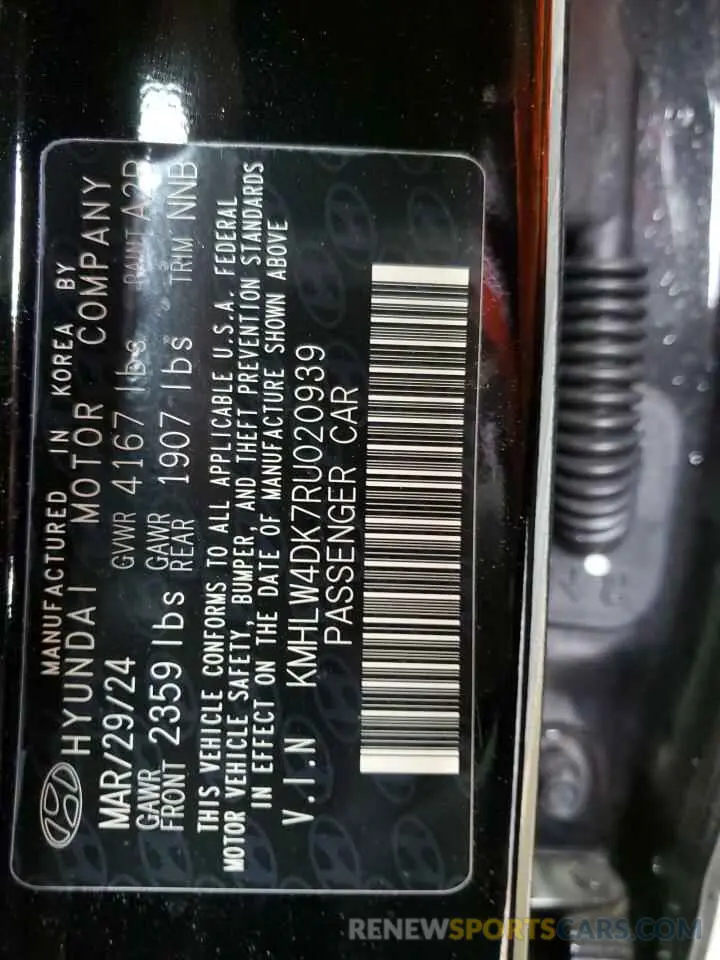 MANUFACTURED IN KOREA BY
HYUNDAI MOTOR COMPANY
MAR/29/24 GVWR 4167 lbs PAINT A2B
GAWR FRONT 2359 lbs GAWR REAR 1907 lbs TRIM NNB
THIS VEHICLE CONFORMS TO ALL APPLICABLE U.S.A. FEDERAL
MOTOR VEHICLE SAFETY, BUMPER, AND THEFT PREVENTION STANDARDS
IN EFFECT ON THE DATE OF MANUFACTURE SHOWN ABOVE
V.I.N KMHLW4DK7RU020939
PASSENGER CAR
RENEWSPORTSCARS.COM